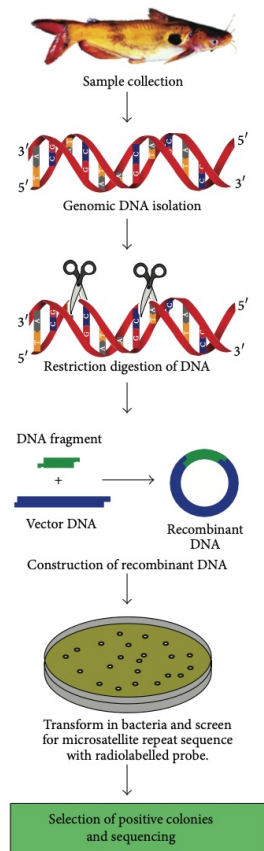 Sample collection
3′ 5′
5′ 3′
Genomic DNA isolation
3′ 5′
5′ 3′
Restriction digestion of DNA
DNA fragment
+
Vector DNA
Recombinant
DNA
Construction of recombinant DNA
Transform in bacteria and screen
for microsatellite repeat sequence
with radiolabelled probe.
Selection of positive colonies
and sequencing